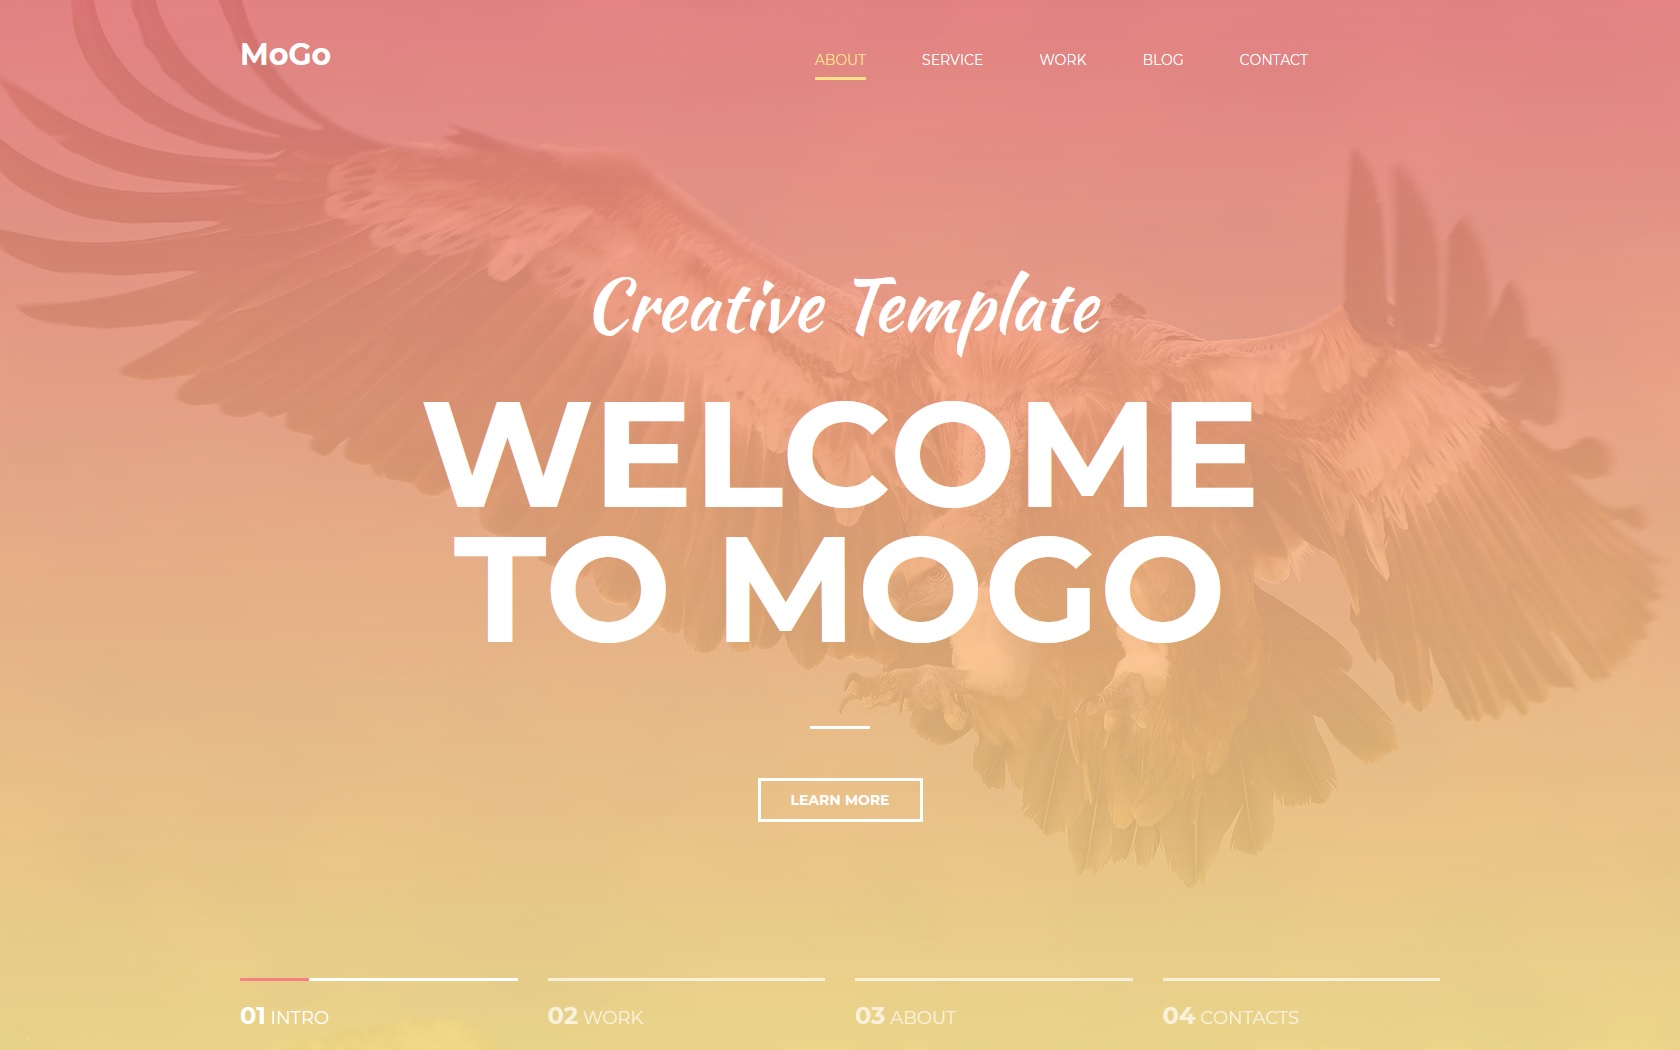 MoGo
ABOUT SERVICE WORK BLOG CONTACT
Creative Template
WELCOME
TO MOGO
LEARN MORE
01 INTRO 02 WORK 03 ABOUT 04 CONTACTS